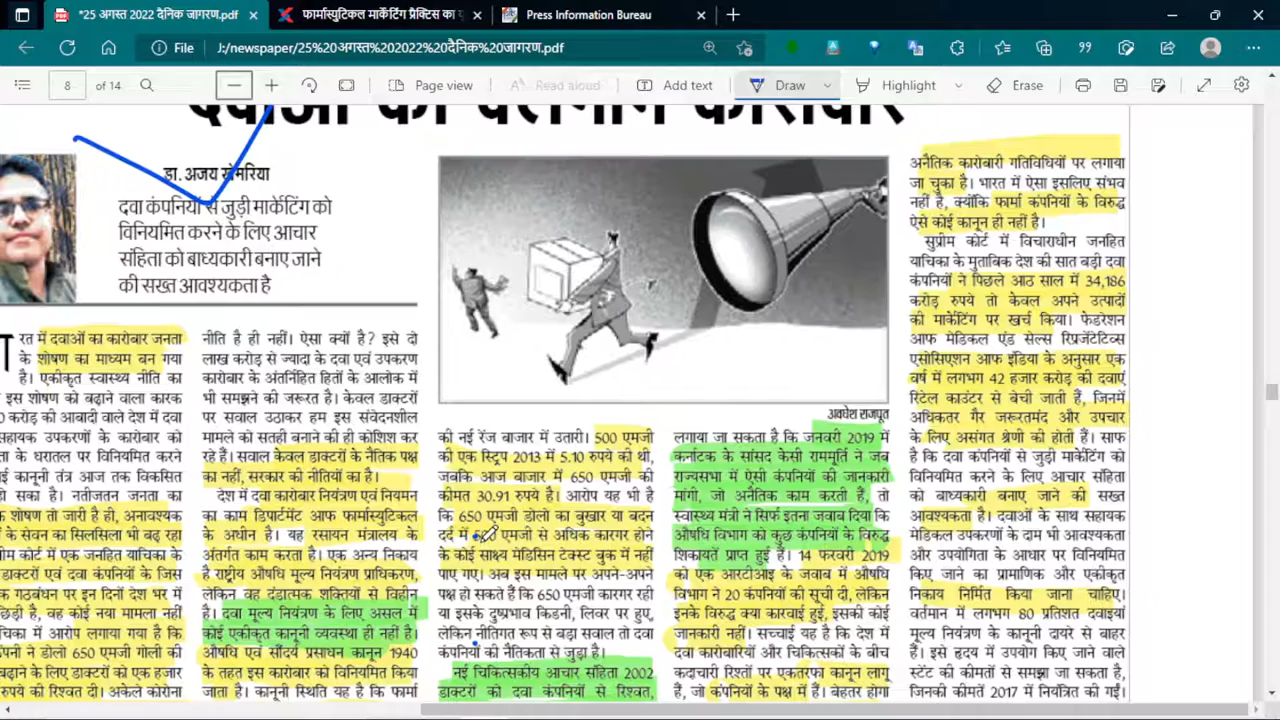 *25 अगस्त 2022 दैनिक जागरण.pdf
फार्मास्युटिकल मार्केटिंग प्रैक्टिस का
Press Information Bureau
File
J:/newspaper/25%20अगस्त%202022%20दैनिक%20जागरण.pdf
8 of 14
Page view
Read aloud
Add text
Draw
Highlight
Erase
दवाओं का कारोबार
डा. अजय खेमरिया
दवा कंपनियों से जुड़ी मार्केटिंग को
विनियमित करने के लिए आचार
संहिता को बाध्यकारी बनाए जाने
की सख्त आवश्यकता है
रत में दवाओं का कारोबार जनता
के शोषण का माध्यम बन गया
है। एकीकृत स्वास्थ्य नीति का
इस शोषण को बढ़ाने वाला कारक
करोड़ की आबादी वाले देश में दवा
सहायक उपकरणों के कारोबार को
ता के धरातल पर विनियमित करने
ई कानूनी तंत्र आज तक विकसित
हो सका है। नतीजतन जनता का
शोषण तो जारी है ही, अनावश्यक
के सेवन का सिलसिला भी बढ़ रहा
म कोर्ट में एक जनहित याचिका के
डाक्टरों एवं दवा कंपनियों के जिस
गठबंधन पर इन दिनों देश भर में
छिड़ी है, वह कोई नया मामला नहीं
चिका में आरोप लगाया गया है कि
पनी ने डोलो 650 एमजी गोली की
बढ़ाने के लिए डाक्टरों को एक हजार
रुपये की रिश्वत दी। अकेले कोरोना
नीति है ही नहीं। ऐसा क्यों है? इसे दो
लाख करोड़ से ज्यादा के दवा एवं उपकरण
कारोबार के अंतर्निहित हितों के आलोक में
भी समझने की जरूरत है। केवल डाक्टरों
पर सवाल उठाकर हम इस संवेदनशील
मामले को सतही बनाने की ही कोशिश कर
रहे हैं। सवाल केवल डाक्टरों के नैतिक पक्ष
का नहीं, सरकार की नीतियों का है।
देश में दवा कारोबार नियंत्रण एवं नियमन
का काम डिपार्टमेंट आफ फार्मास्युटिकल
के अधीन है। यह रसायन मंत्रालय के
अंतर्गत काम करता है। एक अन्य निकाय
है राष्ट्रीय औषधि मूल्य नियंत्रण प्राधिकरण,
लेकिन वह दंडात्मक शक्तियों से विहीन
है। दवा मूल्य नियंत्रण के लिए असल में
कोई एकीकृत कानूनी व्यवस्था ही नहीं है।
औषधि एवं सौंदर्य प्रसाधन कानून 1940
के तहत इस कारोबार को विनियमित किया
जाता है। कानूनी स्थिति यह है कि फार्मा
अवधेश राजपूत
की नई रेंज बाजार में उतारी। 500 एमजी
की एक स्ट्रिप 2013 में 5.10 रुपये की थी,
जबकि आज बाजार में 650 एमजी की
कीमत 30.91 रुपये है। आरोप यह भी है
कि 650 एमजी डोलो का बुखार या बदन
दर्द में एमजी से अधिक कारगर होने
के कोई साक्ष्य मेडिसिन टेक्स्ट बुक में नहीं
पाए गए। अब इस मामले पर अपने-अपने
पक्ष हो सकते हैं कि 650 एमजी कारगर रही
या इसके दुष्प्रभाव किडनी, लिवर पर हुए,
लेकिन नीतिगत रूप से बड़ा सवाल तो दवा
कंपनियों की नैतिकता से जुड़ा है।
नई चिकित्सकीय आचार संहिता 2002
डाक्टरों को दवा कंपनियों से रिश्वत,
लगाया जा सकता है कि जनवरी 2019 में
कर्नाटक के सांसद केसी राममूर्ति ने जब
राज्यसभा में ऐसी कंपनियों की जानकारी
मांगी, जो अनैतिक काम करती हैं, तो
स्वास्थ्य मंत्री ने सिर्फ इतना जवाब दिया कि
औषधि विभाग को कुछ कंपनियों के विरुद्ध
शिकायतें प्राप्त हुई हैं। 14 फरवरी 2019
को एक आरटीआइ के जवाब में औषधि
विभाग ने 20 कंपनियों की सूची दी, लेकिन
इनके विरुद्ध क्या कारवाई हुई, इसकी कोई
जानकारी नहीं। सच्चाई यह है कि देश में
दवा कारोबारियों और चिकित्सकों के बीच
कदाचारी रिश्तों पर एकतरफा कानून लागू
हैं, जो कंपनियों के पक्ष में हैं। बेहतर होगा
अनैतिक कारोबारी गतिविधियों पर लगाया
जा चुका है। भारत में ऐसा इसलिए संभव
नहीं है, क्योंकि फार्मा कंपनियों के विरुद्ध
ऐसे कोई कानून ही नहीं है।
सुप्रीम कोर्ट में विचाराधीन जनहित
याचिका के मुताबिक देश की सात बड़ी दवा
कंपनियों ने पिछले आठ साल में 34,186
करोड़ रुपये तो केवल अपने उत्पादों
की मार्केटिंग पर खर्च किया। फेडरेशन
आफ मेडिकल एंड सेल्स रिप्रेजेंटेटिव्स
एसोसिएशन आफ इंडिया के अनुसार एक
वर्ष में लगभग 42 हजार करोड़ की दवाएं
रिटेल काउंटर से बेची जाती हैं, जिनमें
अधिकतर गैर जरूरतमंद और उपचार
के लिए असंगत श्रेणी की होती हैं। साफ
है कि दवा कंपनियों से जुड़ी मार्केटिंग को
विनियमित करने के लिए आचार संहिता
को बाध्यकारी बनाए जाने की सख्त
आवश्यकता है। दवाओं के साथ सहायक
मेडिकल उपकरणों के दाम भी आवश्यकता
और उपयोगिता के आधार पर विनियमित
किए जाने का प्रामाणिक और एकीकृत
निकाय निर्मित किया जाना चाहिए।
वर्तमान में लगभग 80 प्रतिशत दवाइयां
मूल्य नियंत्रण के कानूनी दायरे से बाहर
हैं। इसे हृदय में उपयोग किए जाने वाले
स्टेंट की कीमतों से समझा जा सकता है,
जिनकी कीमतें 2017 में नियंत्रित की गईं।